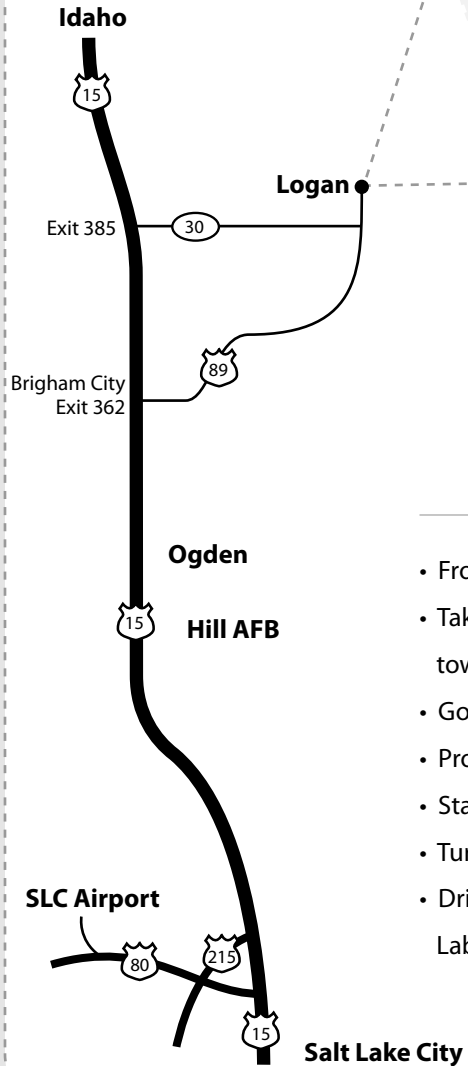 Idaho
15
Logan
Exit 385
30
89
Brigham City
Exit 362
Ogden
15
Hill AFB
• Fro
• Tak
tow
• Go
• Pro
• Sta
• Tur
• Dri
Lab
SLC Airport
80
215
15
Salt Lake City